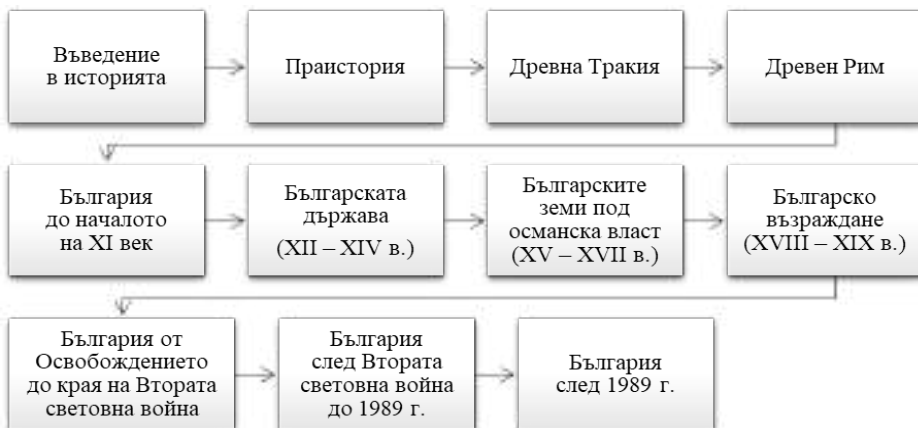 Въведение
в историята
Праистория
Древна Тракия
Древен Рим
България
до началото
на XI век
Българската
държава
(XII – XIV в.)
Българските
земи под
османска власт
(XV – XVII в.)
Българско
възраждане
(XVIII – XIX в.)
България от
Освобождението
до края на Втората
световна война
България
след Втората
световна война
до 1989 г.
България
след 1989 г.